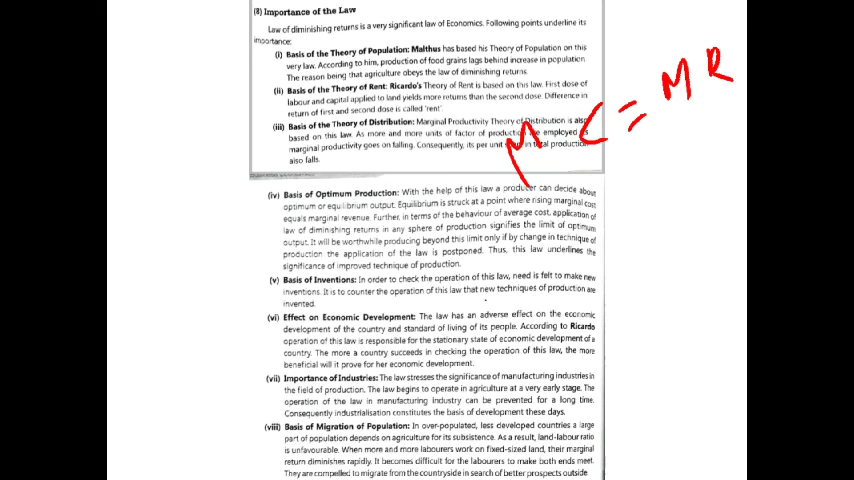 (8) Importance of the Law
Law of diminishing returns is a very significant law of Economics. Following points underline its
importance:
(i) Basis of the Theory of Population: Malthus has based his Theory of Population on this
very law. According to him, production of food grains lags behind increase in population.
The reason being that agriculture obeys the law of diminishing returns.
(ii) Basis of the Theory of Rent: Ricardo's Theory of Rent is based on this law. First dose of
labour and capital applied to land yields more returns than the second dose. Difference in
return of first and second dose is called 'rent'.
(iii) Basis of the Theory of Distribution: Marginal Productivity Theory of Distribution is also
based on this law. As more and more units of factor of production are employed its
marginal productivity goes on falling. Consequently, its per unit in total production
also falls.
MC = MR
(iv) Basis of Optimum Production: With the help of this law a producer can decide about
optimum or equilibrium output. Equilibrium is struck at a point where rising marginal cost
equals marginal revenue. Further, in terms of the behaviour of average cost, application of
law of diminishing returns in any sphere of production signifies the limit of optimum
output. It will be worthwhile producing beyond this limit only if by change in technique of
production the application of the law is postponed. Thus, this law underlines the
significance of improved technique of production.
(v) Basis of Inventions: In order to check the operation of this law, need is felt to make new
inventions. It is to counter the operation of this law that new techniques of production are
invented.
(vi) Effect on Economic Development: The law has an adverse effect on the economic
development of the country and standard of living of its people. According to Ricardo
operation of this law is responsible for the stationary state of economic development of a
country. The more a country succeeds in checking the operation of this law, the more
beneficial will it prove for her economic development.
(vii) Importance of Industries: The law stresses the significance of manufacturing industries in
the field of production. The law begins to operate in agriculture at a very early stage. The
operation of the law in manufacturing industry can be prevented for a long time.
Consequently industrialisation constitutes the basis of development these days.
(viii) Basis of Migration of Population: In over-populated, less developed countries a large
part of population depends on agriculture for its subsistence. As a result, land-labour ratio
is unfavourable. When more and more labourers work on fixed-sized land, their marginal
return diminishes rapidly. It becomes difficult for the labourers to make both ends meet.
They are compelled to migrate from the countryside in search of better prospects outside